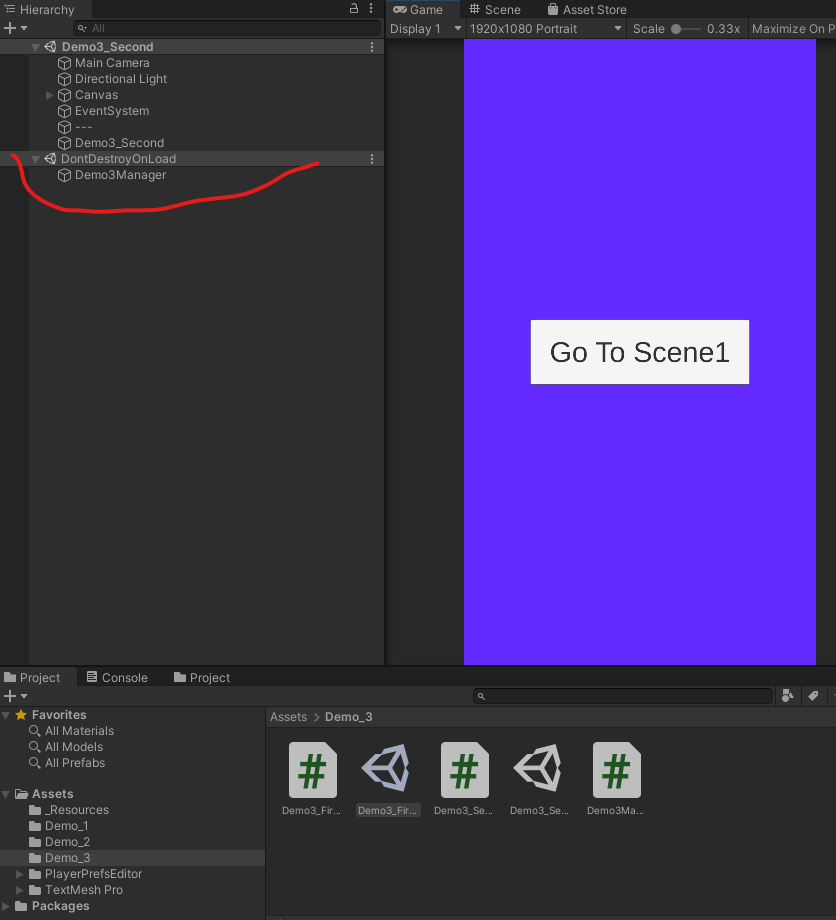 Hierarchy
All
Demo3_Second
Main Camera
Directional Light
Canvas
EventSystem
---
Demo3_Second
DontDestroyOnLoad
Demo3Manager
Game
Scene
Asset Store
Display 1
1920x1080 Portrait
Scale
0.33x
Maximize On P
Go To Scene1
Project
Console
Project
Favorites
All Materials
All Models
All Prefabs
Assets
_Resources
Demo_1
Demo_2
Demo_3
PlayerPrefsEditor
TextMesh Pro
Packages
Assets > Demo_3
Demo3_Fir...
Demo3_Fir...
Demo3_Se...
Demo3_Se...
Demo3Ma...